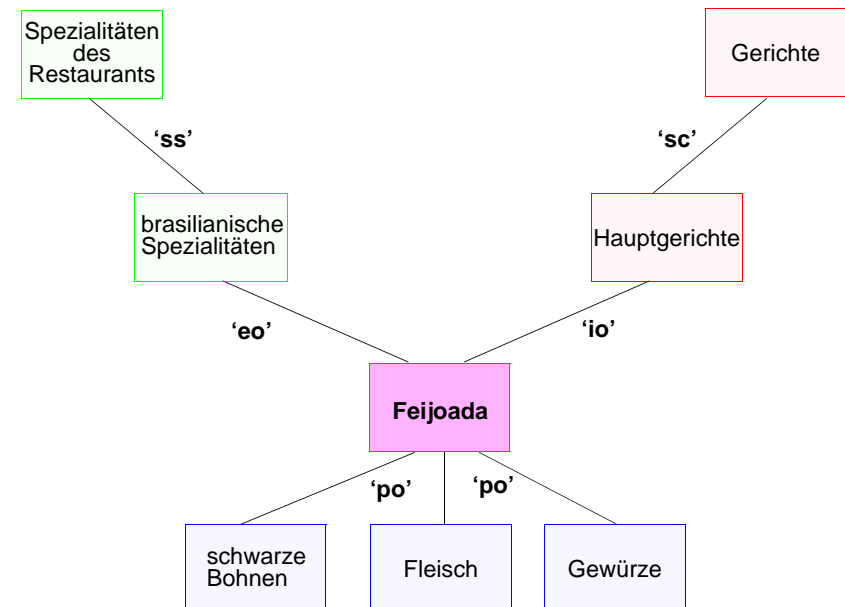 Spezialitäten
des
Restaurants
Gerichte
‘ss’
‘sc’
brasilianische
Spezialitäten
Hauptgerichte
‘eo’
‘io’
Feijoada
‘po’
‘po’
schwarze
Bohnen
Fleisch
Gewürze